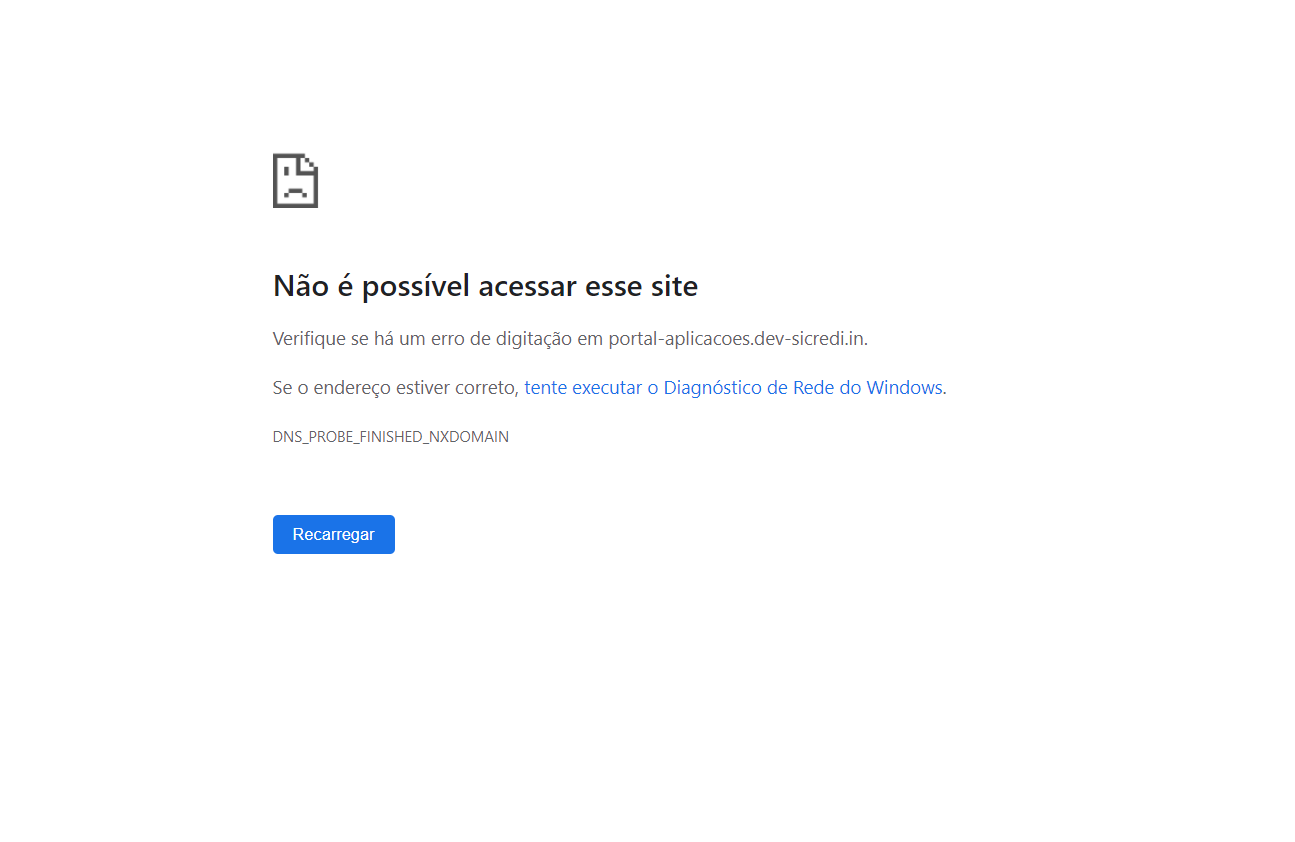 Não é possível acessar esse site
Verifique se há um erro de digitação em portal-aplicacoes.dev-sicredi.in.
Se o endereço estiver correto, tente executar o Diagnóstico de Rede do Windows.
DNS_PROBE_FINISHED_NXDOMAIN
Recarregar